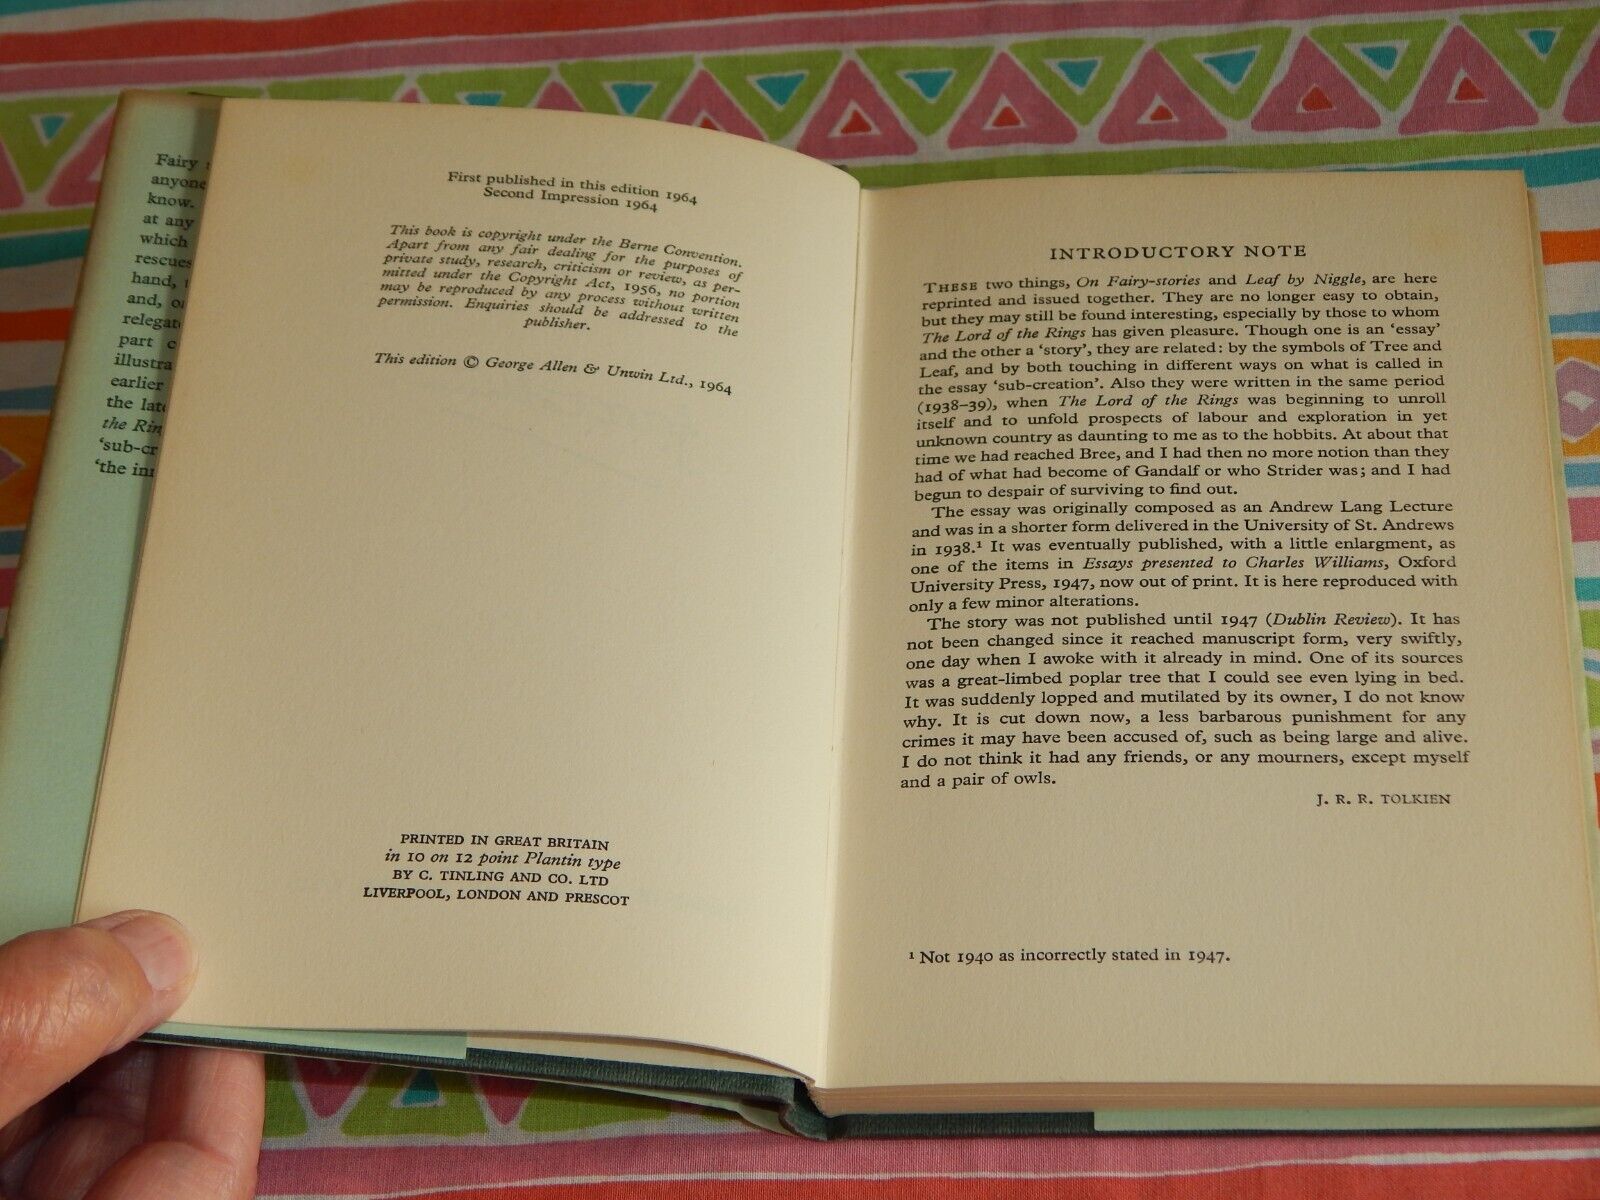 Fairy
anyone
know.
at any
which
rescues
hand,
and,
relegat
part
illustra
earlier
the late
the Rin
'sub-cr
'the inn
First published in this edition 1964
Second Impression 1964
This book is copyright under the Berne Convention.
Apart from any fair dealing for the purposes of
private study, research, criticism or review, as per-
mitted under the Copyright Act, 1956, no portion
may be reproduced by any process without written
permission. Enquiries should be addressed to the
publisher.
This edition © George Allen & Unwin Ltd., 1964
PRINTED IN GREAT BRITAIN
in 10 on 12 point Plantin type
BY C. TINLING AND CO. LTD
LIVERPOOL, LONDON AND PRESCOT
INTRODUCTORY NOTE
THESE two things, On Fairy-stories and Leaf by Niggle, are here
reprinted and issued together. They are no longer easy to obtain,
but they may still be found interesting, especially by those to whom
The Lord of the Rings has given pleasure. Though one is an 'essay'
and the other a 'story', they are related: by the symbols of Tree and
Leaf, and by both touching in different ways on what is called in
the essay 'sub-creation'. Also they were written in the same period
(1938-39), when The Lord of the Rings was beginning to unroll
itself and to unfold prospects of labour and exploration in yet
unknown country as daunting to me as to the hobbits. At about that
time we had reached Bree, and I had then no more notion than they
had of what had become of Gandalf or who Strider was; and I had
begun to despair of surviving to find out.
The essay was originally composed as an Andrew Lang Lecture
and was in a shorter form delivered in the University of St. Andrews
in 1938.¹ It was eventually published, with a little enlargment, as
one of the items in Essays presented to Charles Williams, Oxford
University Press, 1947, now out of print. It is here reproduced with
only a few minor alterations.
The story was not published until 1947 (Dublin Review). It has
not been changed since it reached manuscript form, very swiftly,
one day when I awoke with it already in mind. One of its sources
was a great-limbed poplar tree that I could see even lying in bed.
It was suddenly lopped and mutilated by its owner, I do not know
why. It is cut down now, a less barbarous punishment for any
crimes it may have been accused of, such as being large and alive.
I do not think it had any friends, or any mourners, except myself
and a pair of owls.
J. R. R. TOLKIEN
¹ Not 1940 as incorrectly stated in 1947.